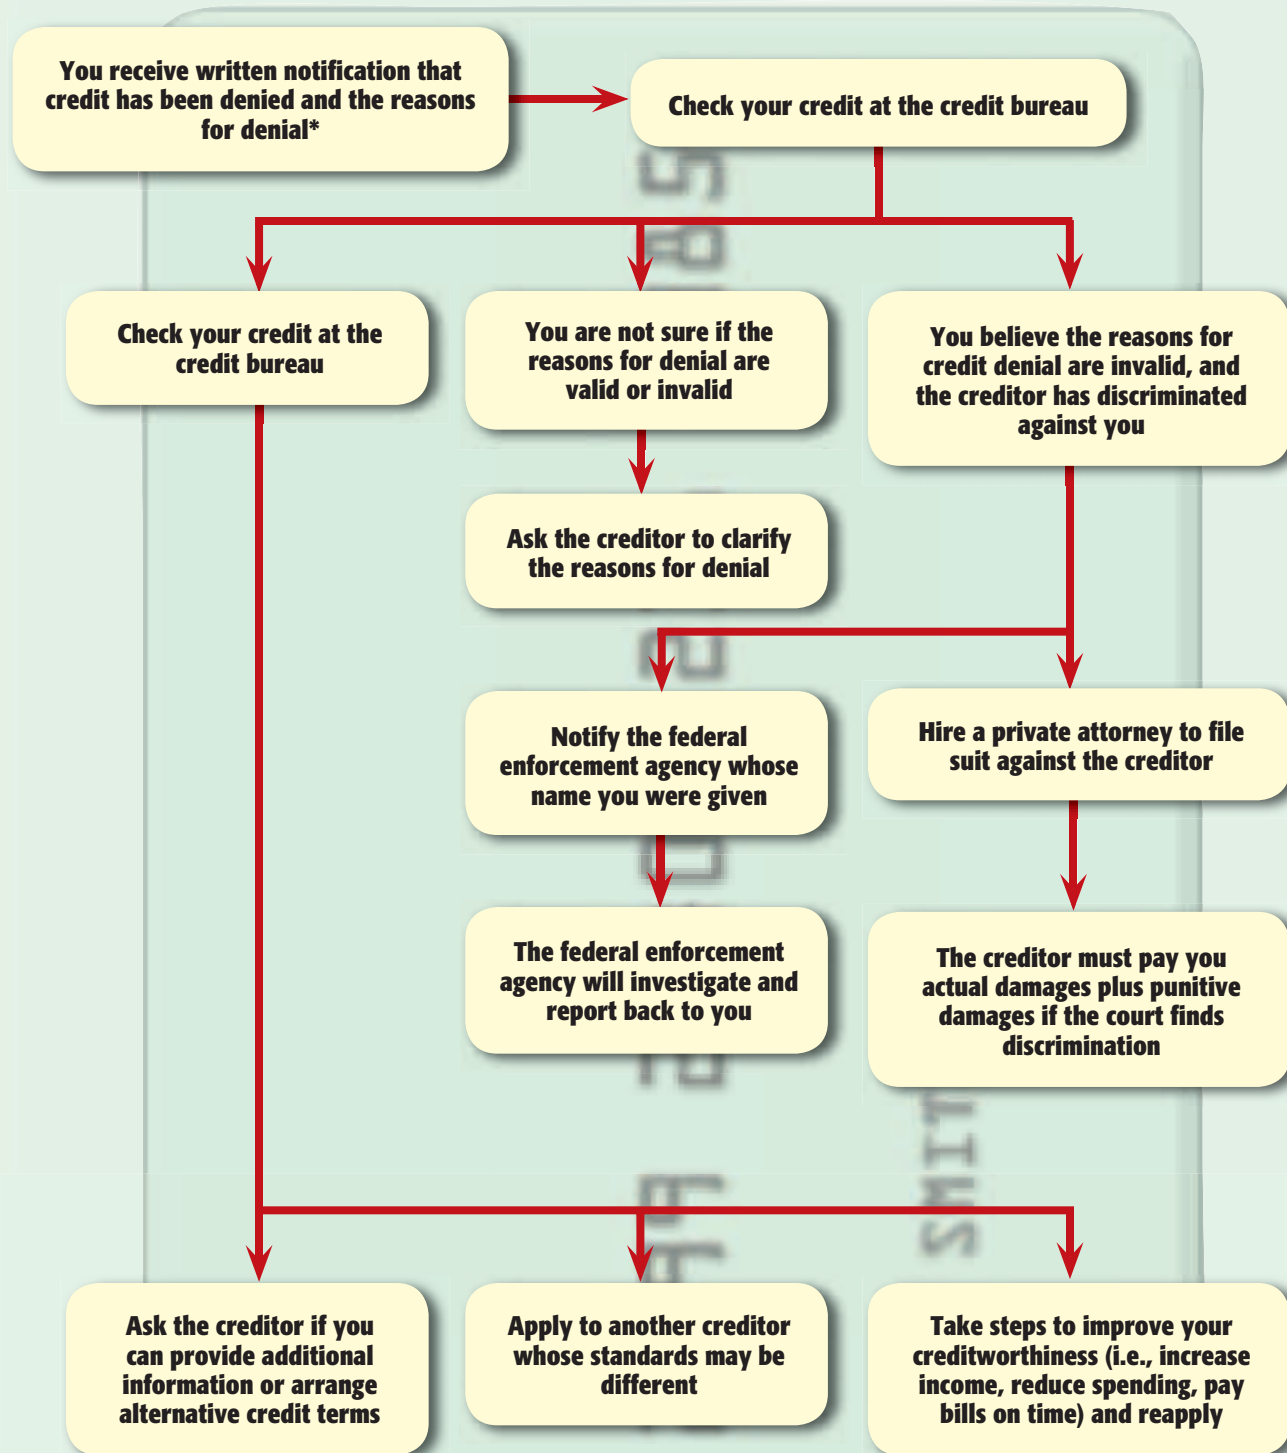 You receive written notification that
credit has been denied and the reasons
for denial*
Check your credit at the credit bureau
Check your credit at the
credit bureau
You are not sure if the
reasons for denial are
valid or invalid
You believe the reasons for
credit denial are invalid, and
the creditor has discriminated
against you
Ask the creditor to clarify
the reasons for denial
Notify the federal
enforcement agency whose
name you were given
Hire a private attorney to file
suit against the creditor
The federal enforcement
agency will investigate and
report back to you
The creditor must pay you
actual damages plus punitive
damages if the court finds
discrimination
SMIT
Ask the creditor if you
can provide additional
information or arrange
alternative credit terms
Apply to another creditor
whose standards may be
different
Take steps to improve your
creditworthiness (i.e., increase
income, reduce spending, pay
bills on time) and reapply